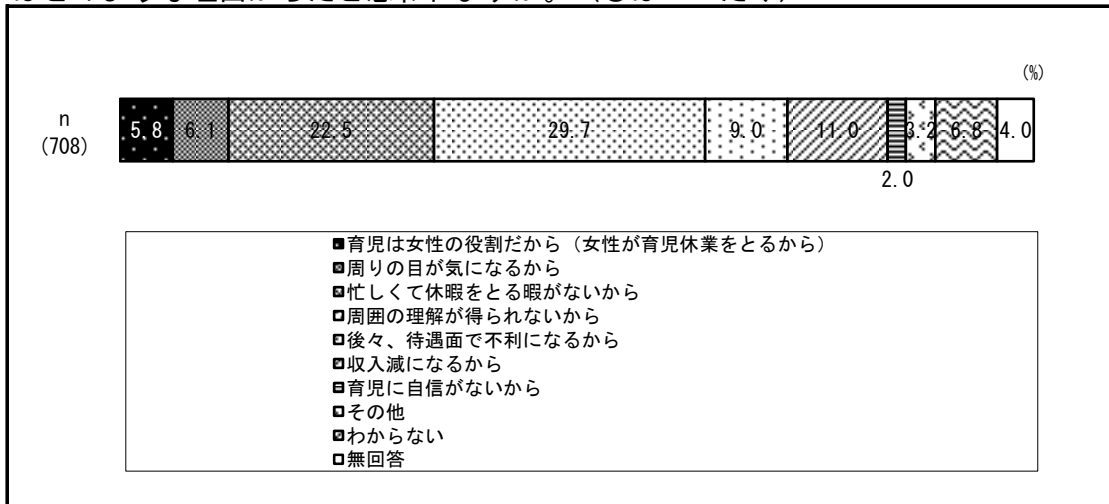 (%)
n
(708)
5.8 6.1 22.5 29.7 9.0 11.0 3.2 6.8 4.0
2.0
育児は女性の役割だから（女性が育児休業をとるから）
周りの目が気になるから
忙しくて休暇をとる暇がないから
周囲の理解が得られないから
後々、待遇面で不利になるから
収入減になるから
育児に自信がないから
その他
わからない
無回答